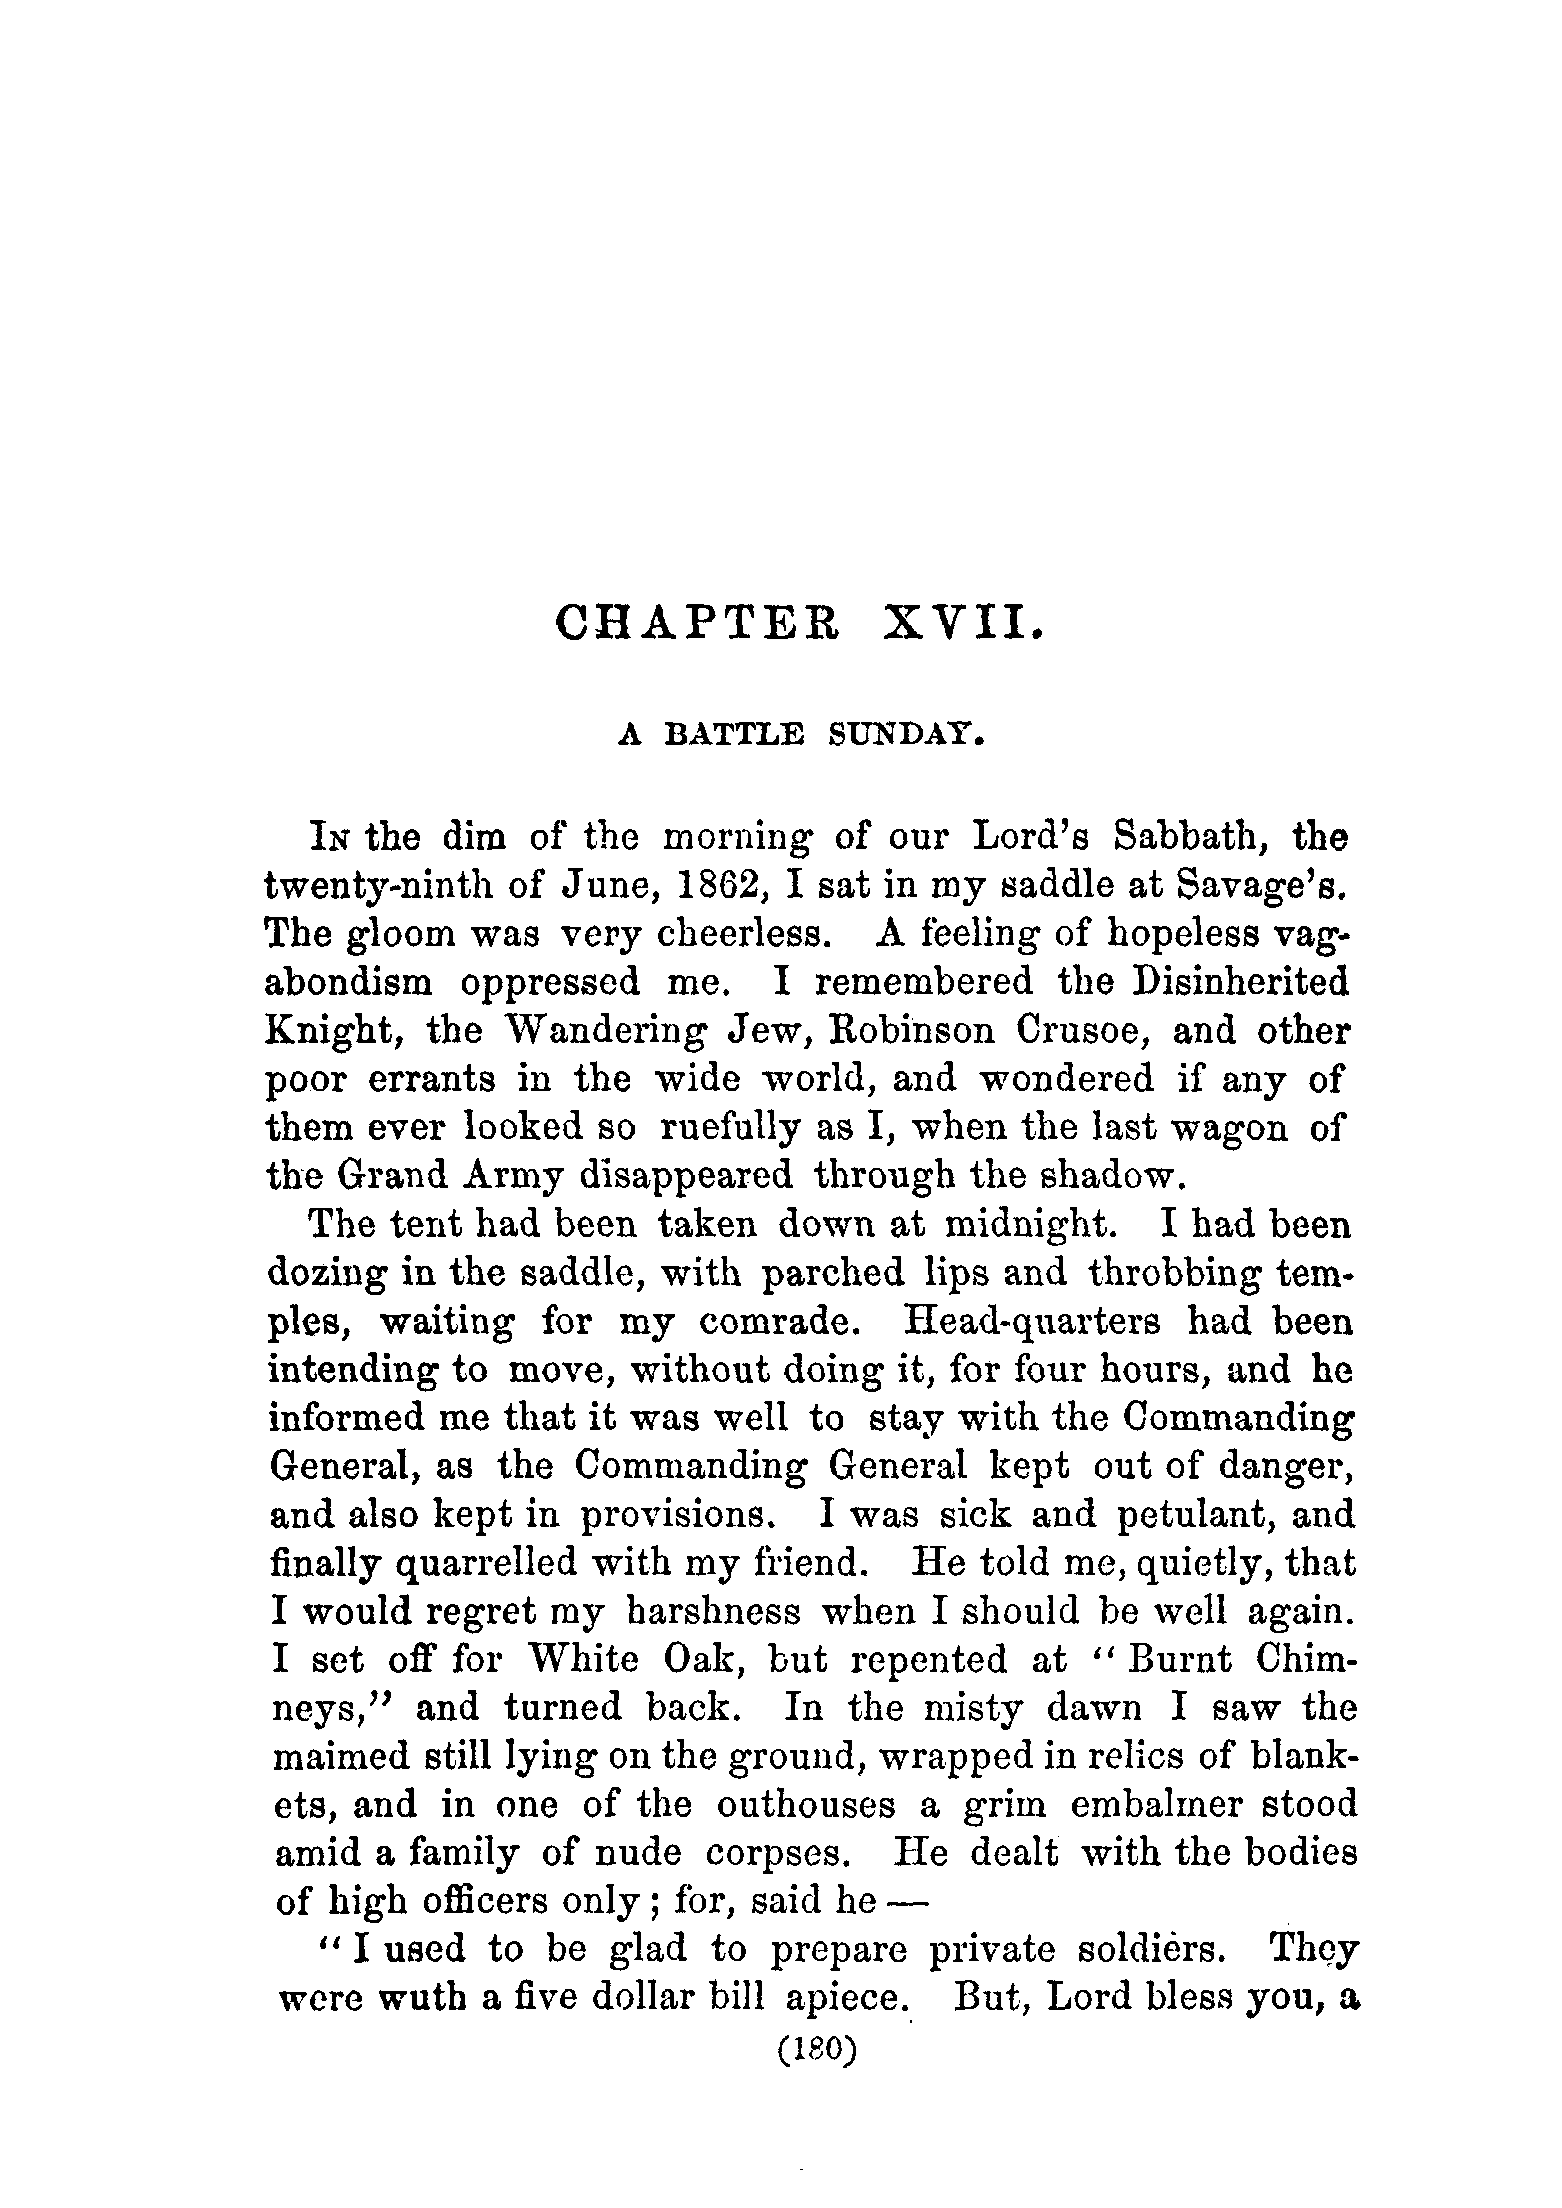 CHAPTER XVII.
A BATTLE SUNDAY.
IN the dim of the morning of our Lord's Sabbath, the
twenty-ninth of June, 1862, I sat in my saddle at Savage's.
The gloom was very cheerless. A feeling of hopeless vag-
abondism oppressed me. I remembered the Disinherited
Knight, the Wandering Jew, Robinson Crusoe, and other
poor errants in the wide world, and wondered if any of
them ever looked so ruefully as I, when the last wagon of
the Grand Army disappeared through the shadow.
The tent had been taken down at midnight. I had been
dozing in the saddle, with parched lips and throbbing tem-
ples, waiting for my comrade. Head-quarters had been
intending to move, without doing it, for four hours, and he
informed me that it was well to stay with the Commanding
General, as the Commanding General kept out of danger,
and also kept in provisions. I was sick and petulant, and
finally quarrelled with my friend. He told me, quietly, that
I would regret my harshness when I should be well again.
I set off for White Oak, but repented at "Burnt Chim-
neys," and turned back. In the misty dawn I saw the
maimed still lying on the ground, wrapped in relics of blank-
ets, and in one of the outhouses a grim embalmer stood
amid a family of nude corpses. He dealt with the bodies
of high officers only; for, said he —
"I used to be glad to prepare private soldiers. They
were wuth a five dollar bill apiece. But, Lord bless you, a
(180)